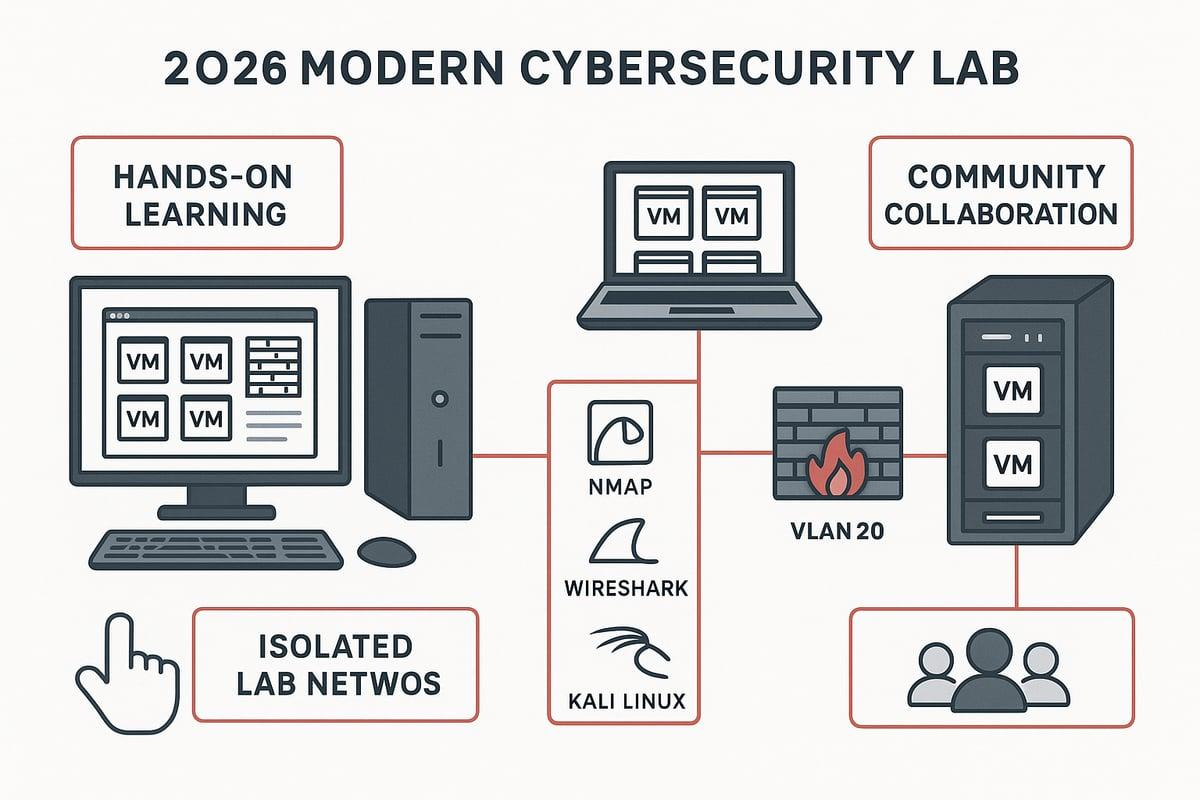 2026 MODERN CYBERSECURITY LAB
HANDS-ON
LEARNING
COMMUNITY
COLLABORATION
VM VM
VM VM
VM VM
VM
VM
NMAP
WIRESHARK
KALI LINUX
VLAN 20
ISOLATED
LAB NETWOS